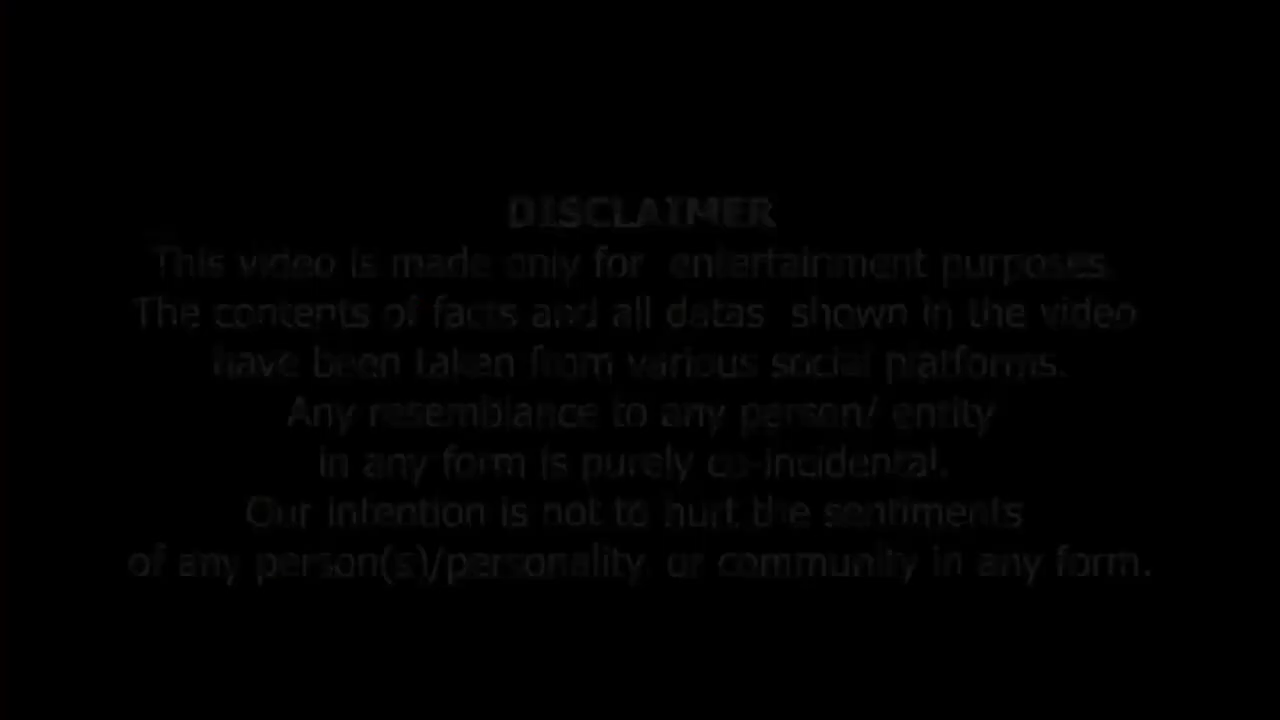 DISCLAIMER
This video is made only for entertainment purposes.
The contents of facts and all datas shown in the video
have been taken from various social platforms.
Any resemblance to any person/ entity
in any form is purely co-incidental.
Our intention is not to hurt the sentiments
of any person(s)/personality or community in any form.